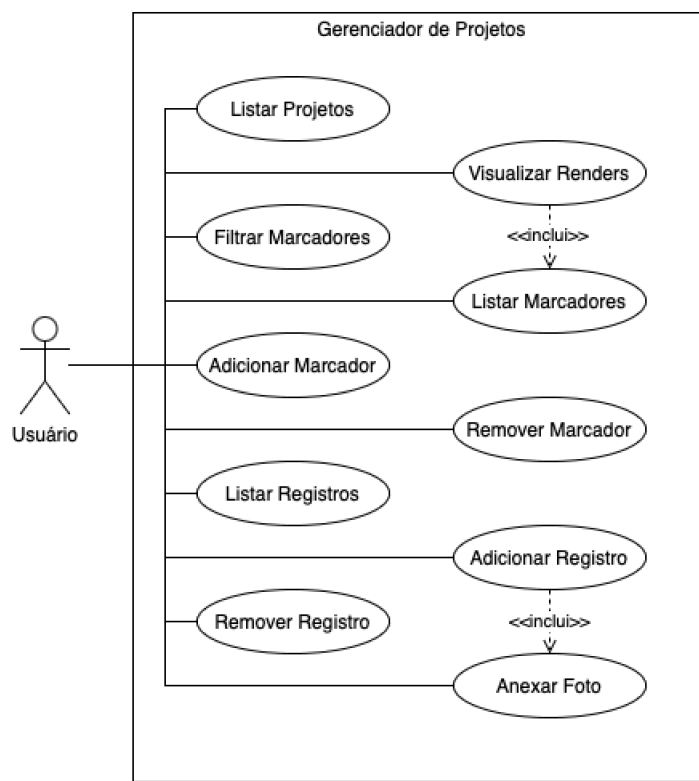 Gerenciador de Projetos
Listar Projetos
Visualizar Renders
<<inclui>>
Filtrar Marcadores
Listar Marcadores
Adicionar Marcador
Usuário
Remover Marcador
Listar Registros
Adicionar Registro
<<inclui>>
Remover Registro
Anexar Foto